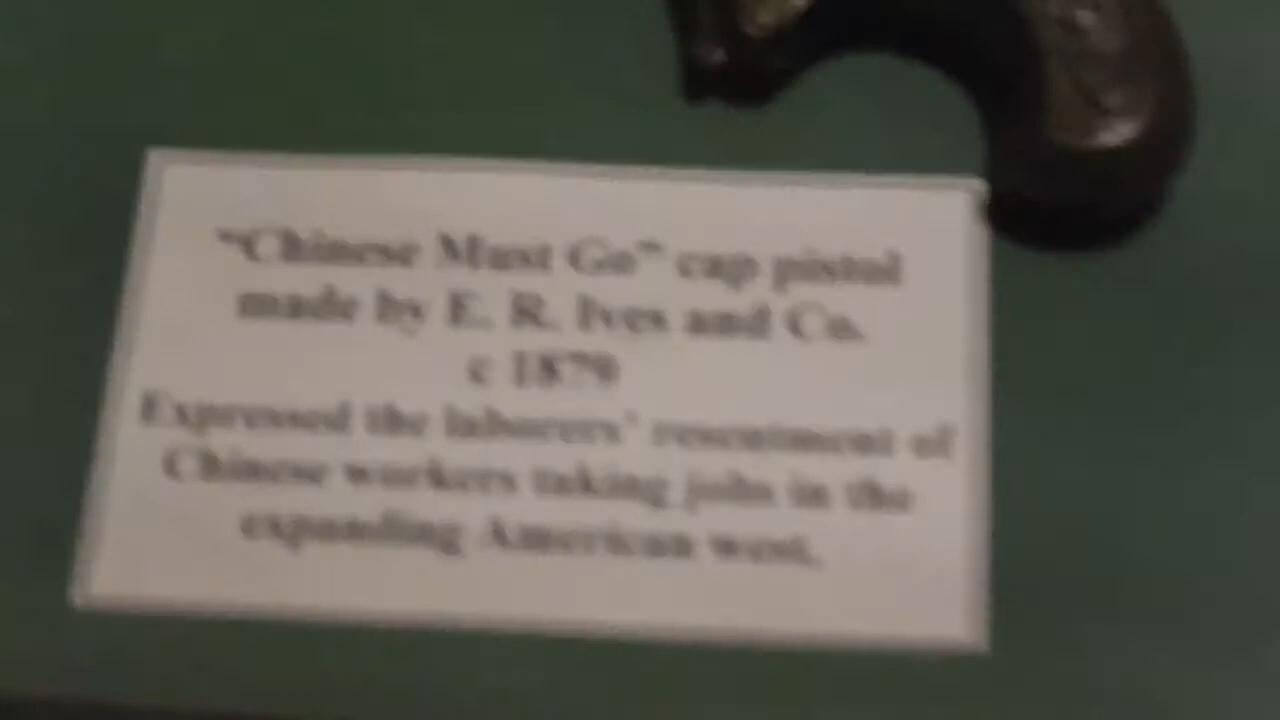 “Chinese Must Go” cap pistol
made by E. R. Ives and Co.
c 1879
Expressed the laborers’ resentment of
Chinese workers taking jobs in the
expanding American west.